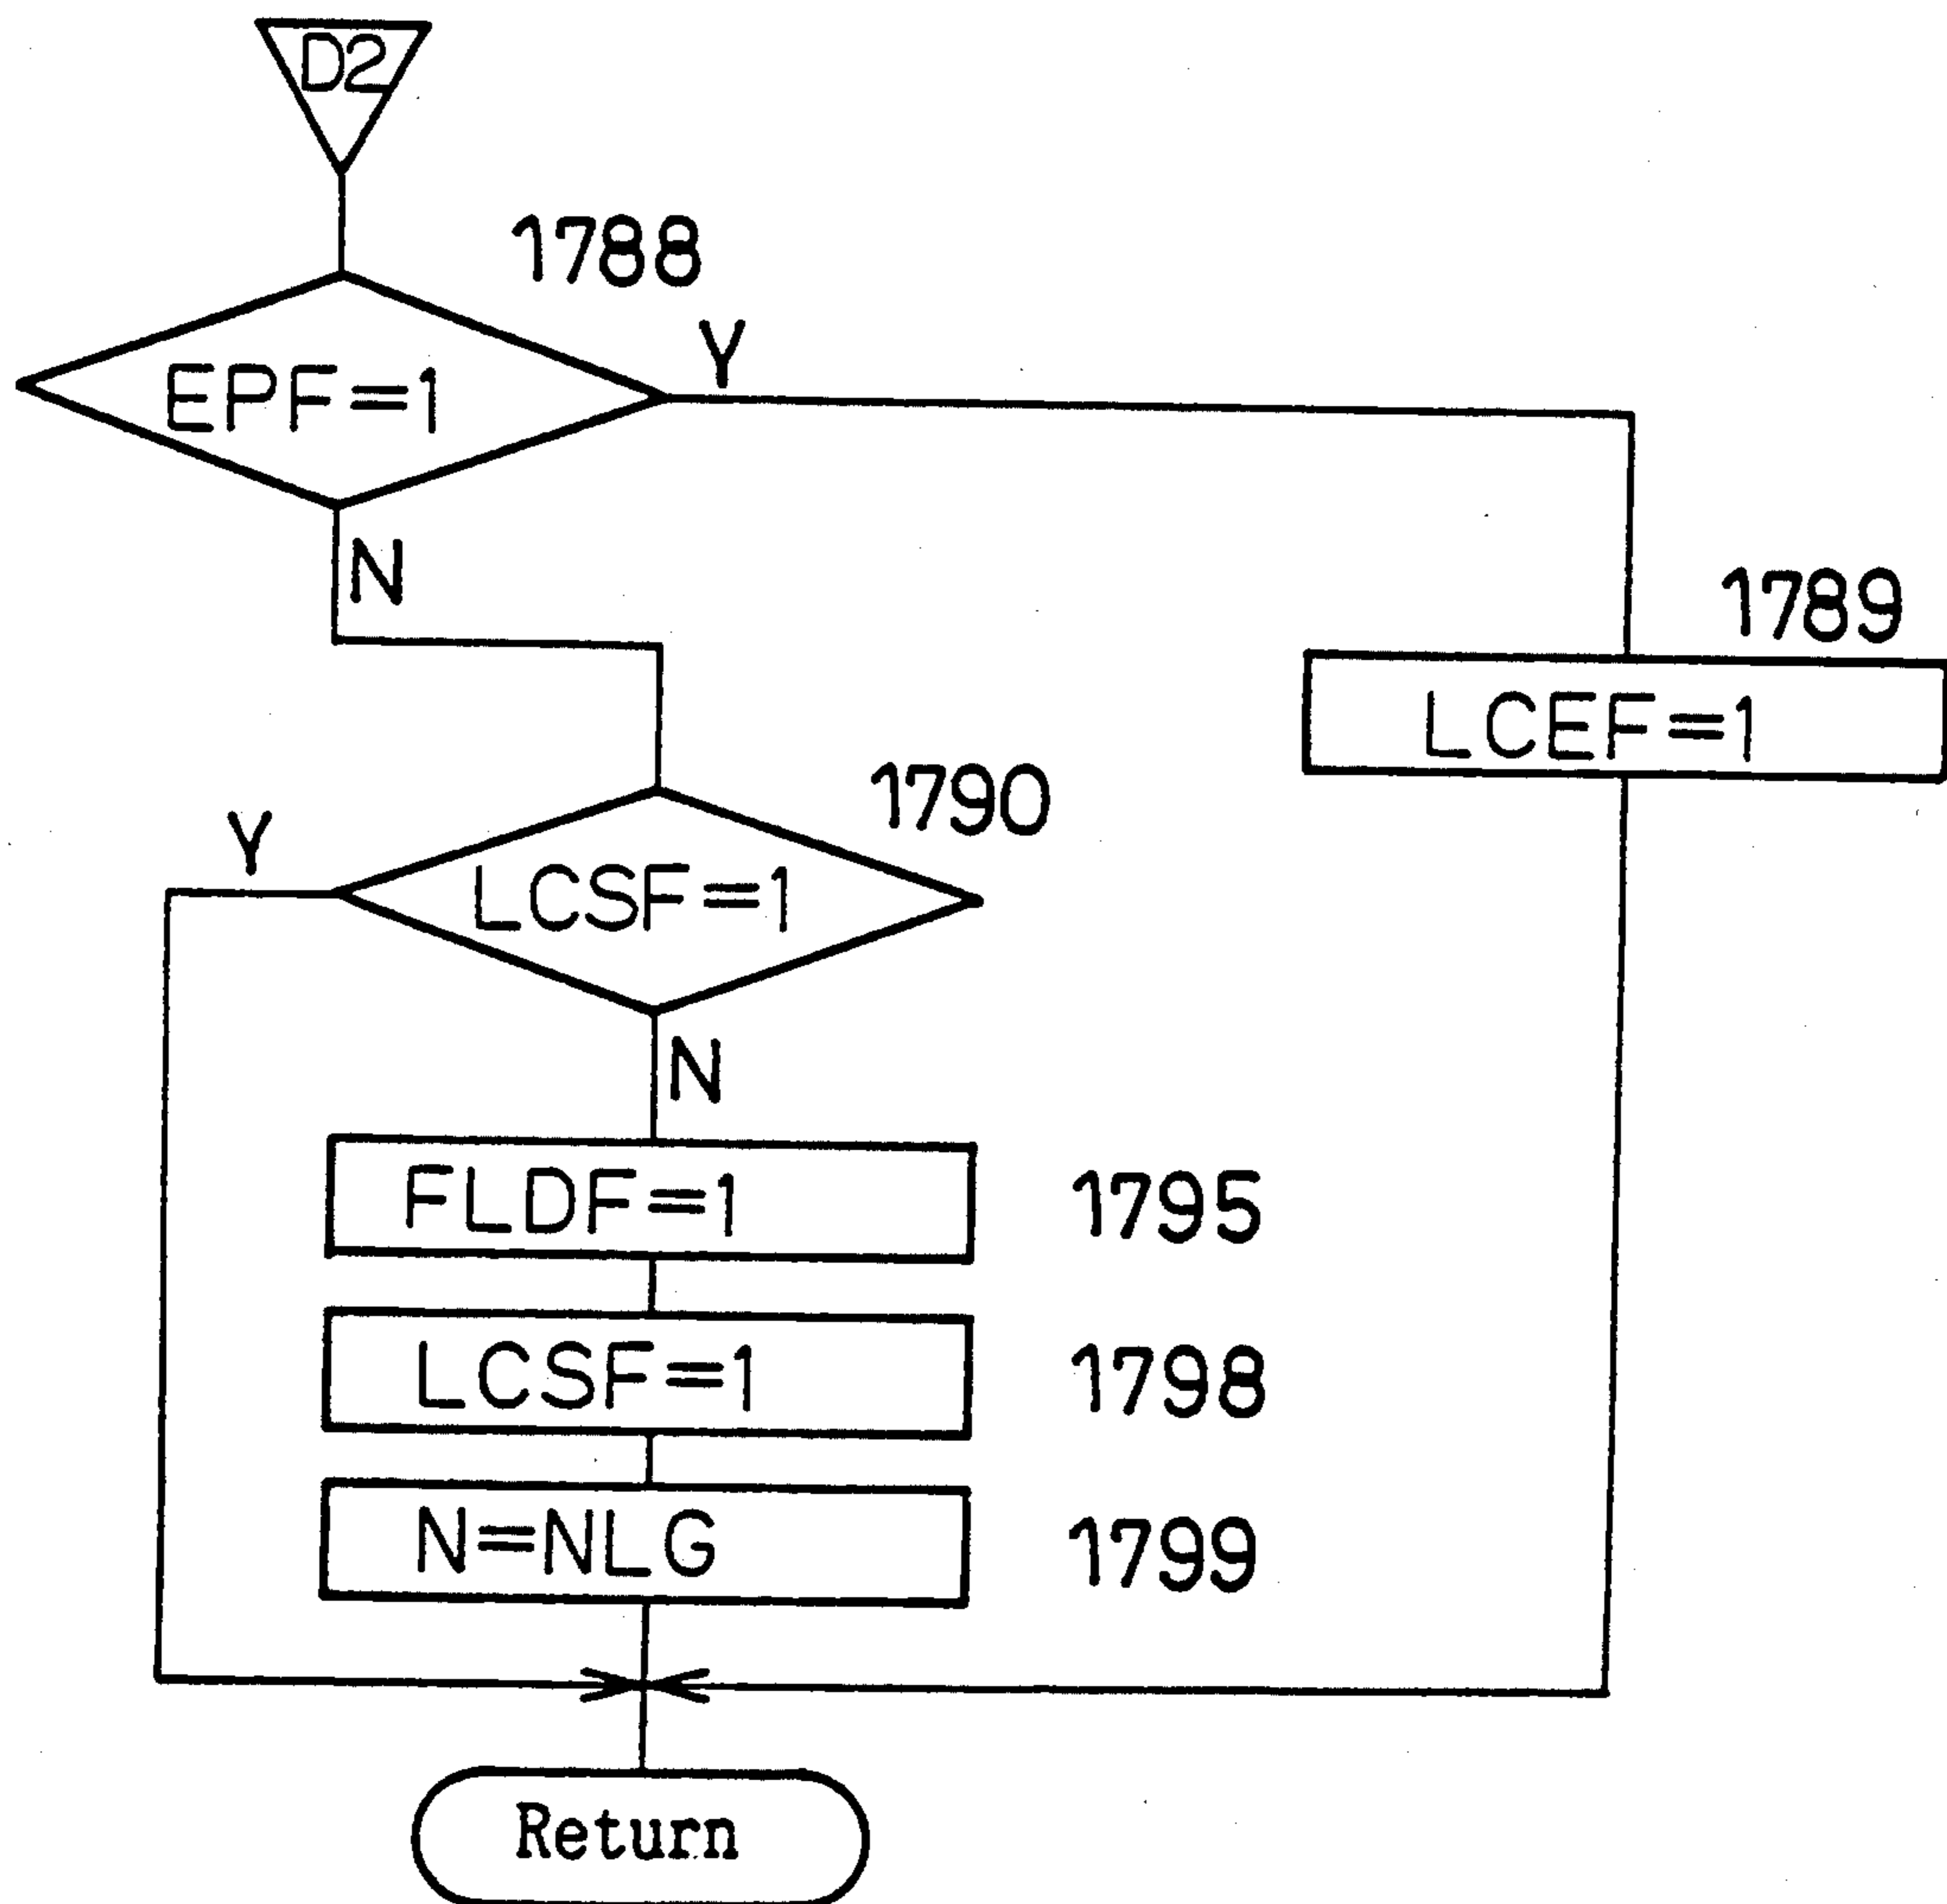 D2
1788
EPF=1
Y
N
1789
LCEF=1
1790
Y
LCSF=1
N
FLDF=1
1795
LCSF=1
1798
N=NLG
1799
Return